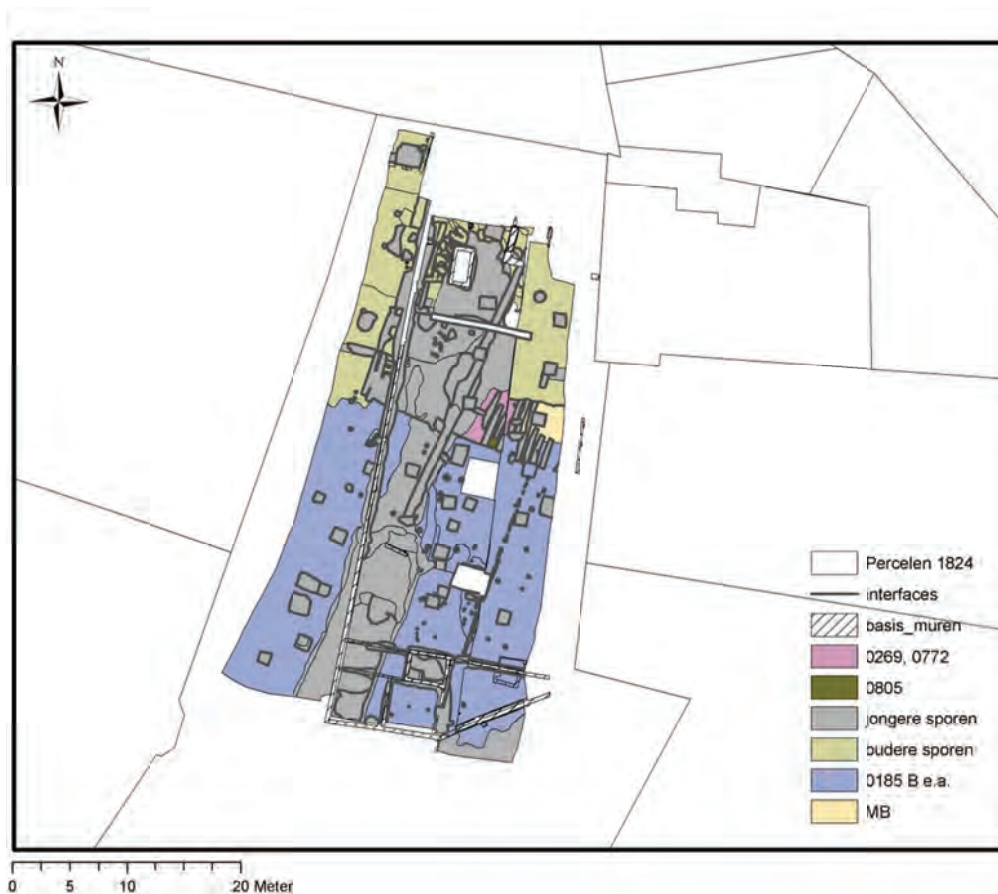 N
Percelen 1824
interfaces
basis_muren
0269, 0772
0805
jongere sporen
oudere sporen
0185 B e.a.
MB
0 5 10 20 Meter